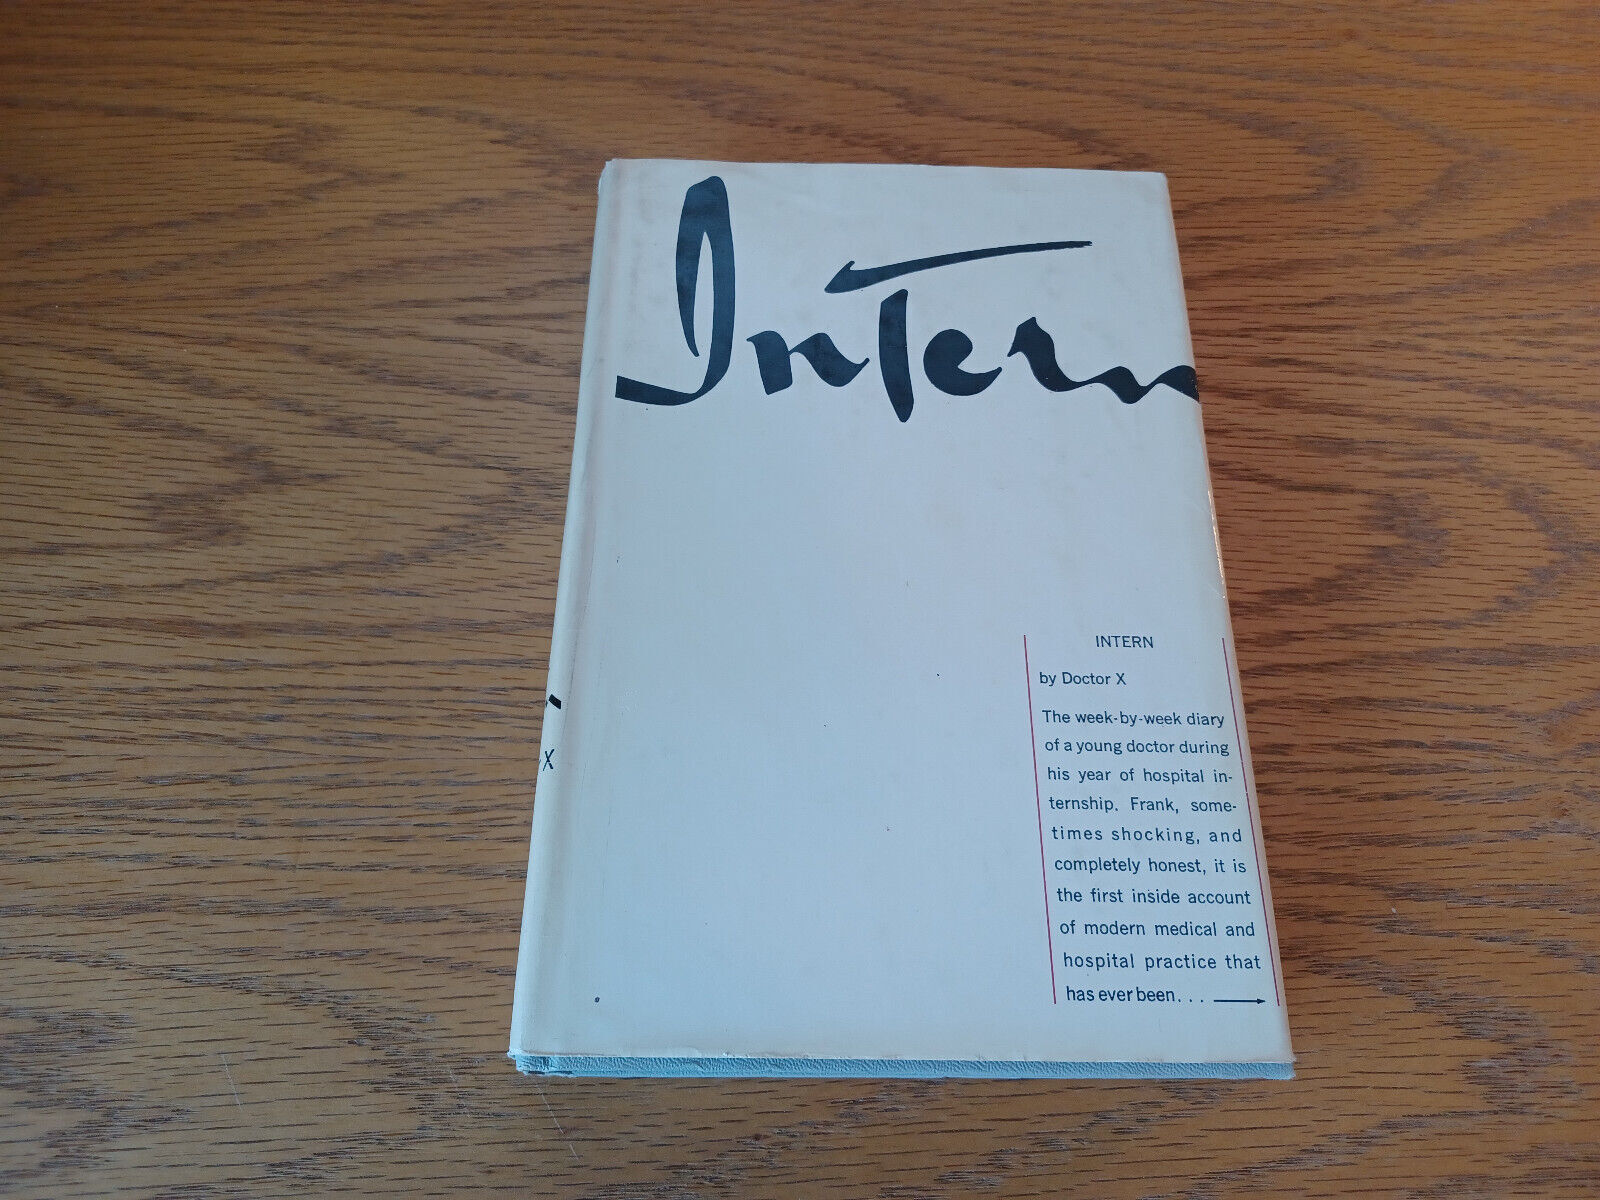 Intern
X
INTERN
by Doctor X
The week-by-week diary
of a young doctor during
his year of hospital in-
ternship. Frank, some-
times shocking, and
completely honest, it is
the first inside account
of modern medical and
hospital practice that
has ever been...